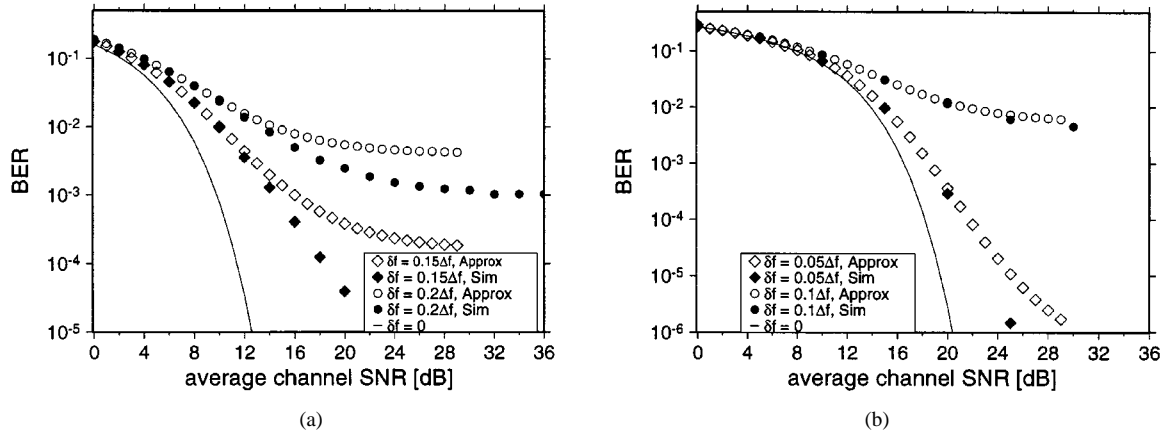 (a)
BER
10^-1
10^-2
10^-3
10^-4
10^-5
0 4 8 12 16 20 24 28 32 36
average channel SNR [dB]
δf = 0.15Δf, Approx
δf = 0.15Δf, Sim
δf = 0.2Δf, Approx
δf = 0.2Δf, Sim
δf = 0
(b)
BER
10^-1
10^-2
10^-3
10^-4
10^-5
10^-6
0 4 8 12 16 20 24 28 32 36
average channel SNR [dB]
δf = 0.05Δf, Approx
δf = 0.05Δf, Sim
δf = 0.1Δf, Approx
δf = 0.1Δf, Sim
δf = 0